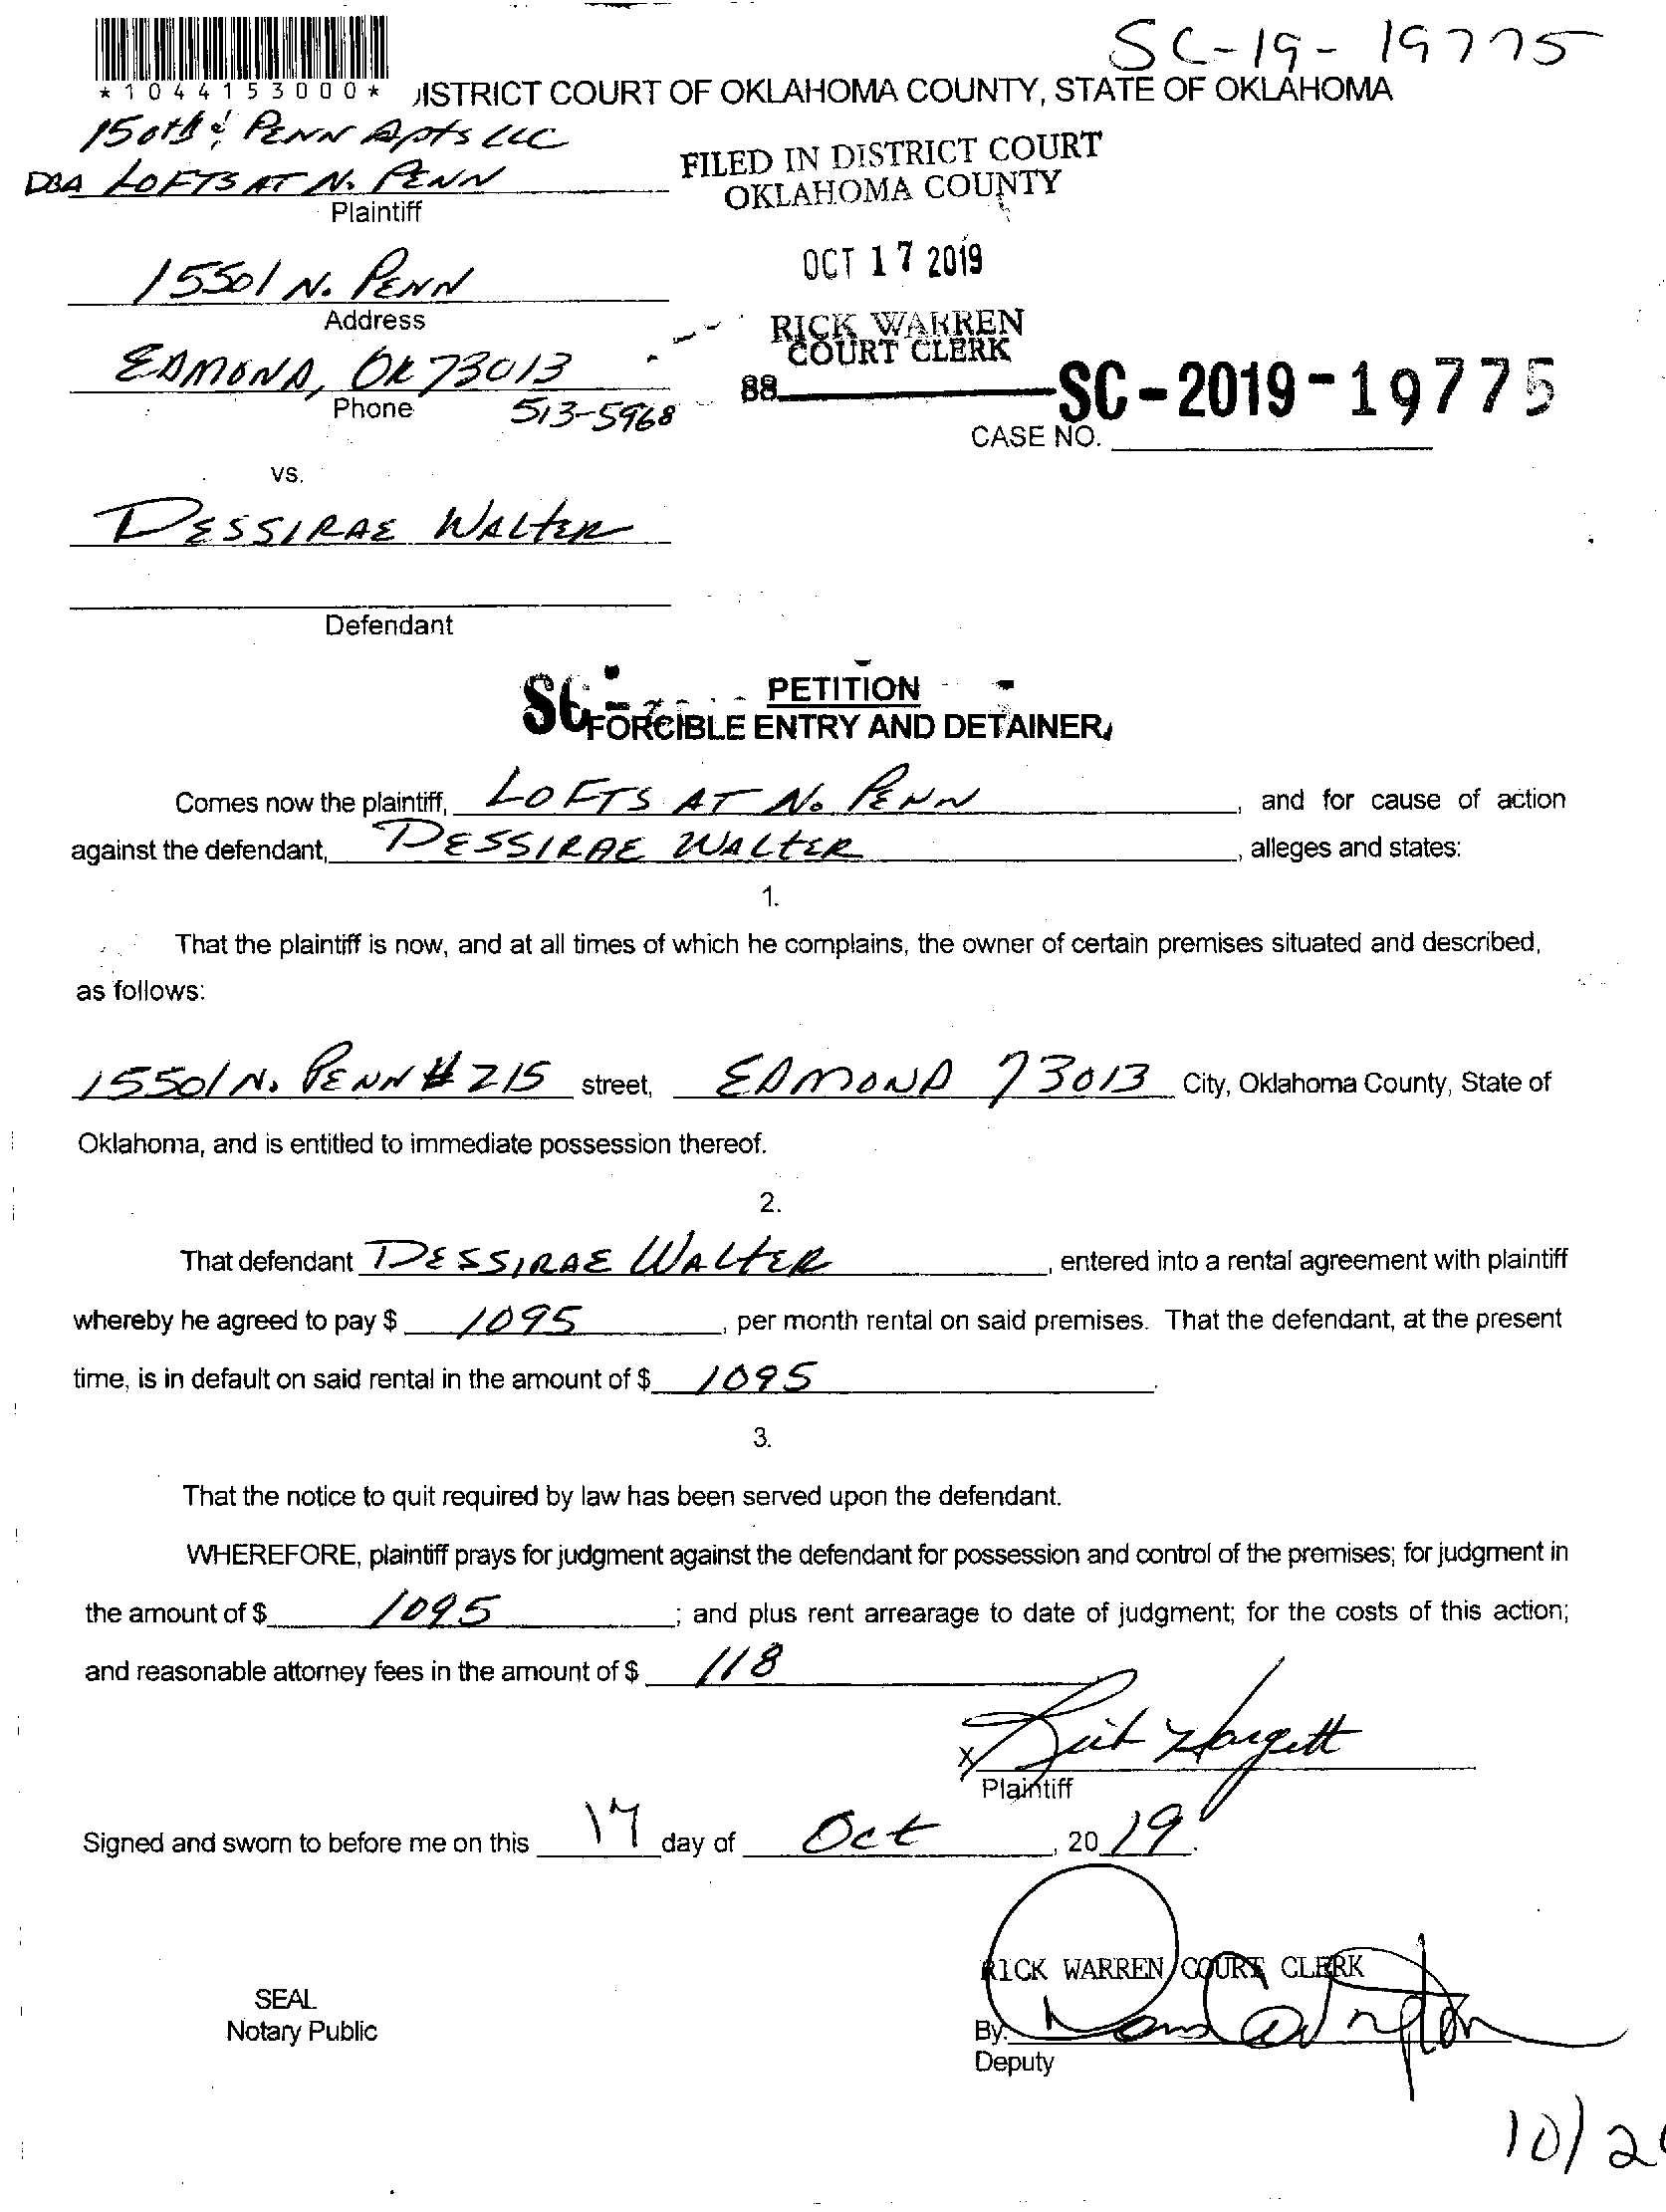 SC-19-19775
*1044153000*
DISTRICT COURT OF OKLAHOMA COUNTY, STATE OF OKLAHOMA
150th & PENN Apts LLC
DBA LOFTS AT N. PENN
Plaintiff
FILED IN DISTRICT COURT
OKLAHOMA COUNTY
OCT 17 2019
RICK WARREN
COURT CLERK
88
15501 N. PENN
Address
EDMOND, OK 73013
Phone 513-5968
SC-2019-19775
CASE NO.
vs.
DESSIRAE WALTER
Defendant
PETITION
FORCIBLE ENTRY AND DETAINER
Comes now the plaintiff, LOFTS AT N. PENN, and for cause of action
against the defendant, DESSIRAE WALTER, alleges and states:
1.
That the plaintiff is now, and at all times of which he complains, the owner of certain premises situated and described,
as follows:
15501 N. PENN # 215 street, EDMOND 73013 City, Oklahoma County, State of
Oklahoma, and is entitled to immediate possession thereof.
2.
That defendant DESSIRAE WALTER, entered into a rental agreement with plaintiff
whereby he agreed to pay $ 1095, per month rental on said premises. That the defendant, at the present
time, is in default on said rental in the amount of $ 1095.
3.
That the notice to quit required by law has been served upon the defendant.
WHEREFORE, plaintiff prays for judgment against the defendant for possession and control of the premises; for judgment in
the amount of $ 1095; and plus rent arrearage to date of judgment; for the costs of this action;
and reasonable attorney fees in the amount of $ 118
X
Plaintiff
Signed and sworn to before me on this 17 day of Oct, 20 19.
RICK WARREN COURT CLERK
SEAL
Notary Public
By:
Deputy